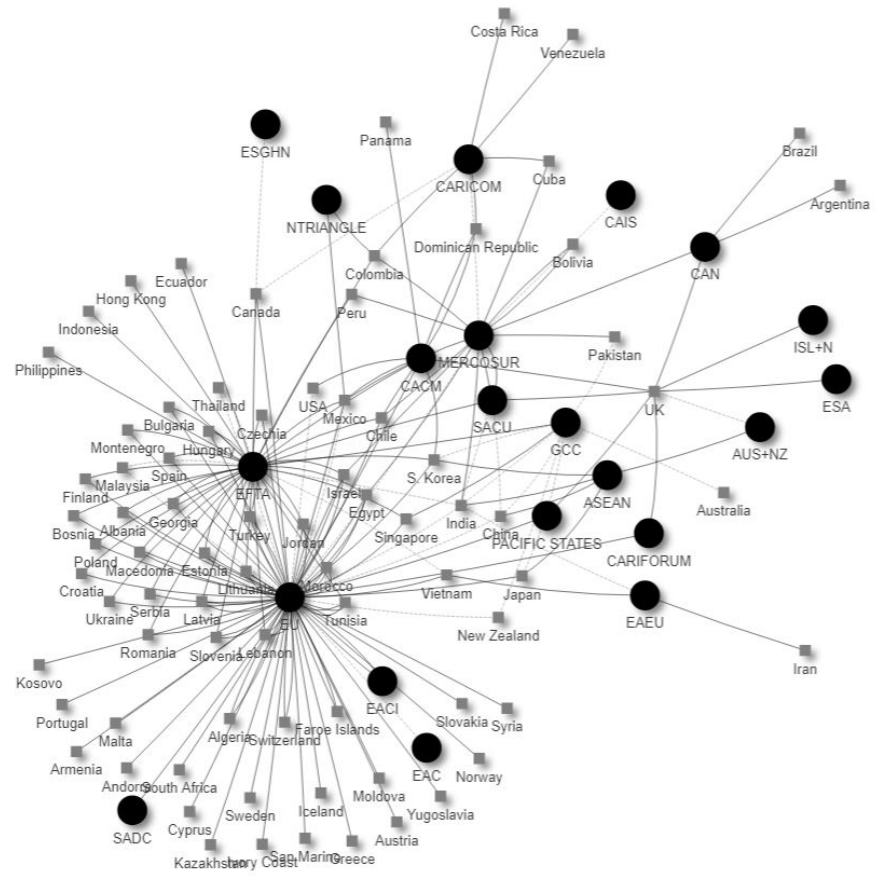 Costa Rica
Venezuela
ESGHN
Panama
CARICOM
Cuba
Brazil
NTRIANGLE
CAIS
Argentina
Dominican Republic
Bolivia
CAN
Colombia
Ecuador
Hong Kong
Canada
Peru
Indonesia
MERCOSUR
Pakistan
ISL+N
Philippines
CACM
Thailand
USA
Mexico
SACU
UK
ESA
Bulgaria
Czechia
Chile
GCC
AUS+NZ
Montenegro
Hungary
Spain
Malaysia
EFTA
Israel
S. Korea
ASEAN
Finland
Egypt
Australia
Bosnia
Albania
Georgia
Turkey
Jordan
Singapore
India
China
PACIFIC STATES
Poland
Macedonia
Estonia
CARIFORUM
Croatia
Lithuania
Morocco
Vietnam
Japan
Ukraine
Serbia
Latvia
EU
Tunisia
EAEU
New Zealand
Romania
Slovenia
Lebanon
Iran
Kosovo
EACI
Portugal
Malta
Algeria
Switzerland
Faroe Islands
Slovakia
Syria
Armenia
Andorra
South Africa
EAC
Norway
Moldova
Yugoslavia
SADC
Cyprus
Sweden
Iceland
Austria
Kazakhstan
Ivory Coast
San Marino
Greece